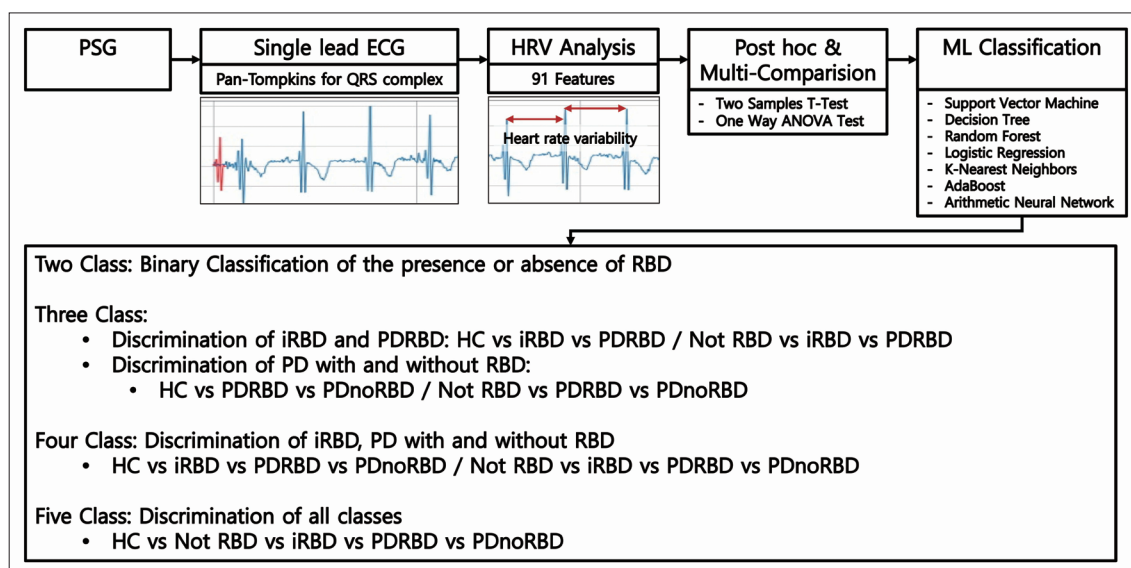 PSG
Single lead ECG
Pan-Tompkins for QRS complex
HRV Analysis
91 Features
Heart rate variability
Post hoc &
Multi-Comparision
- Two Samples T-Test
- One Way ANOVA Test
ML Classification
- Support Vector Machine
- Decision Tree
- Random Forest
- Logistic Regression
- K-Nearest Neighbors
- AdaBoost
- Arithmetic Neural Network
Two Class: Binary Classification of the presence or absence of RBD
Three Class:
• Discrimination of iRBD and PDRBD: HC vs iRBD vs PDRBD / Not RBD vs iRBD vs PDRBD
• Discrimination of PD with and without RBD:
• HC vs PDRBD vs PDnoRBD / Not RBD vs PDRBD vs PDnoRBD
Four Class: Discrimination of iRBD, PD with and without RBD
• HC vs iRBD vs PDRBD vs PDnoRBD / Not RBD vs iRBD vs PDRBD vs PDnoRBD
Five Class: Discrimination of all classes
• HC vs Not RBD vs iRBD vs PDRBD vs PDnoRBD